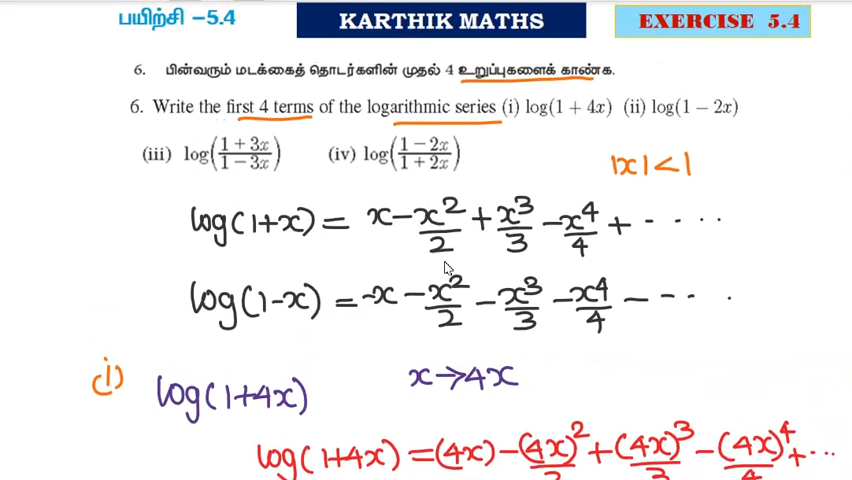 பயிற்சி –5.4 KARTHIK MATHS EXERCISE 5.4
6. பின்வரும் மடக்கைத் தொடர்களின் முதல் 4 உறுப்புகளைக் காண்க.
6. Write the first 4 terms of the logarithmic series (i) log(1 + 4x) (ii) log(1 − 2x)
(iii) log((1 + 3x)/(1 − 3x)) (iv) log((1 − 2x)/(1 + 2x))
|x| < 1
log(1+x) = x − x²/2 + x³/3 − x⁴/4 + ⋯
log(1−x) = −x − x²/2 − x³/3 − x⁴/4 − ⋯
(i) log(1+4x) x→4x
log(1+4x) = (4x) − (4x)²/2 + (4x)³/3 − (4x)⁴/4 + ⋯